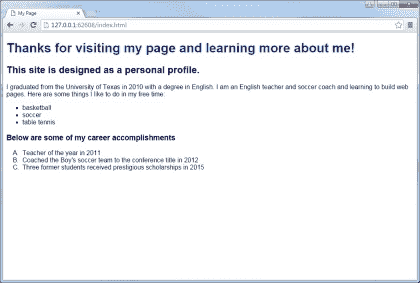 My Page
127.0.0.1:62608/index.html
Thanks for visiting my page and learning more about me!
This site is designed as a personal profile.
I graduated from the University of Texas in 2010 with a degree in English. I am an English teacher and soccer coach and learning to build web
pages. Here are some things I like to do in my free time:
basketball
soccer
table tennis
Below are some of my career accomplishments
A. Teacher of the year in 2011
B. Coached the Boy's soccer team to the conference title in 2012
C. Three former students received prestigious scholarships in 2015